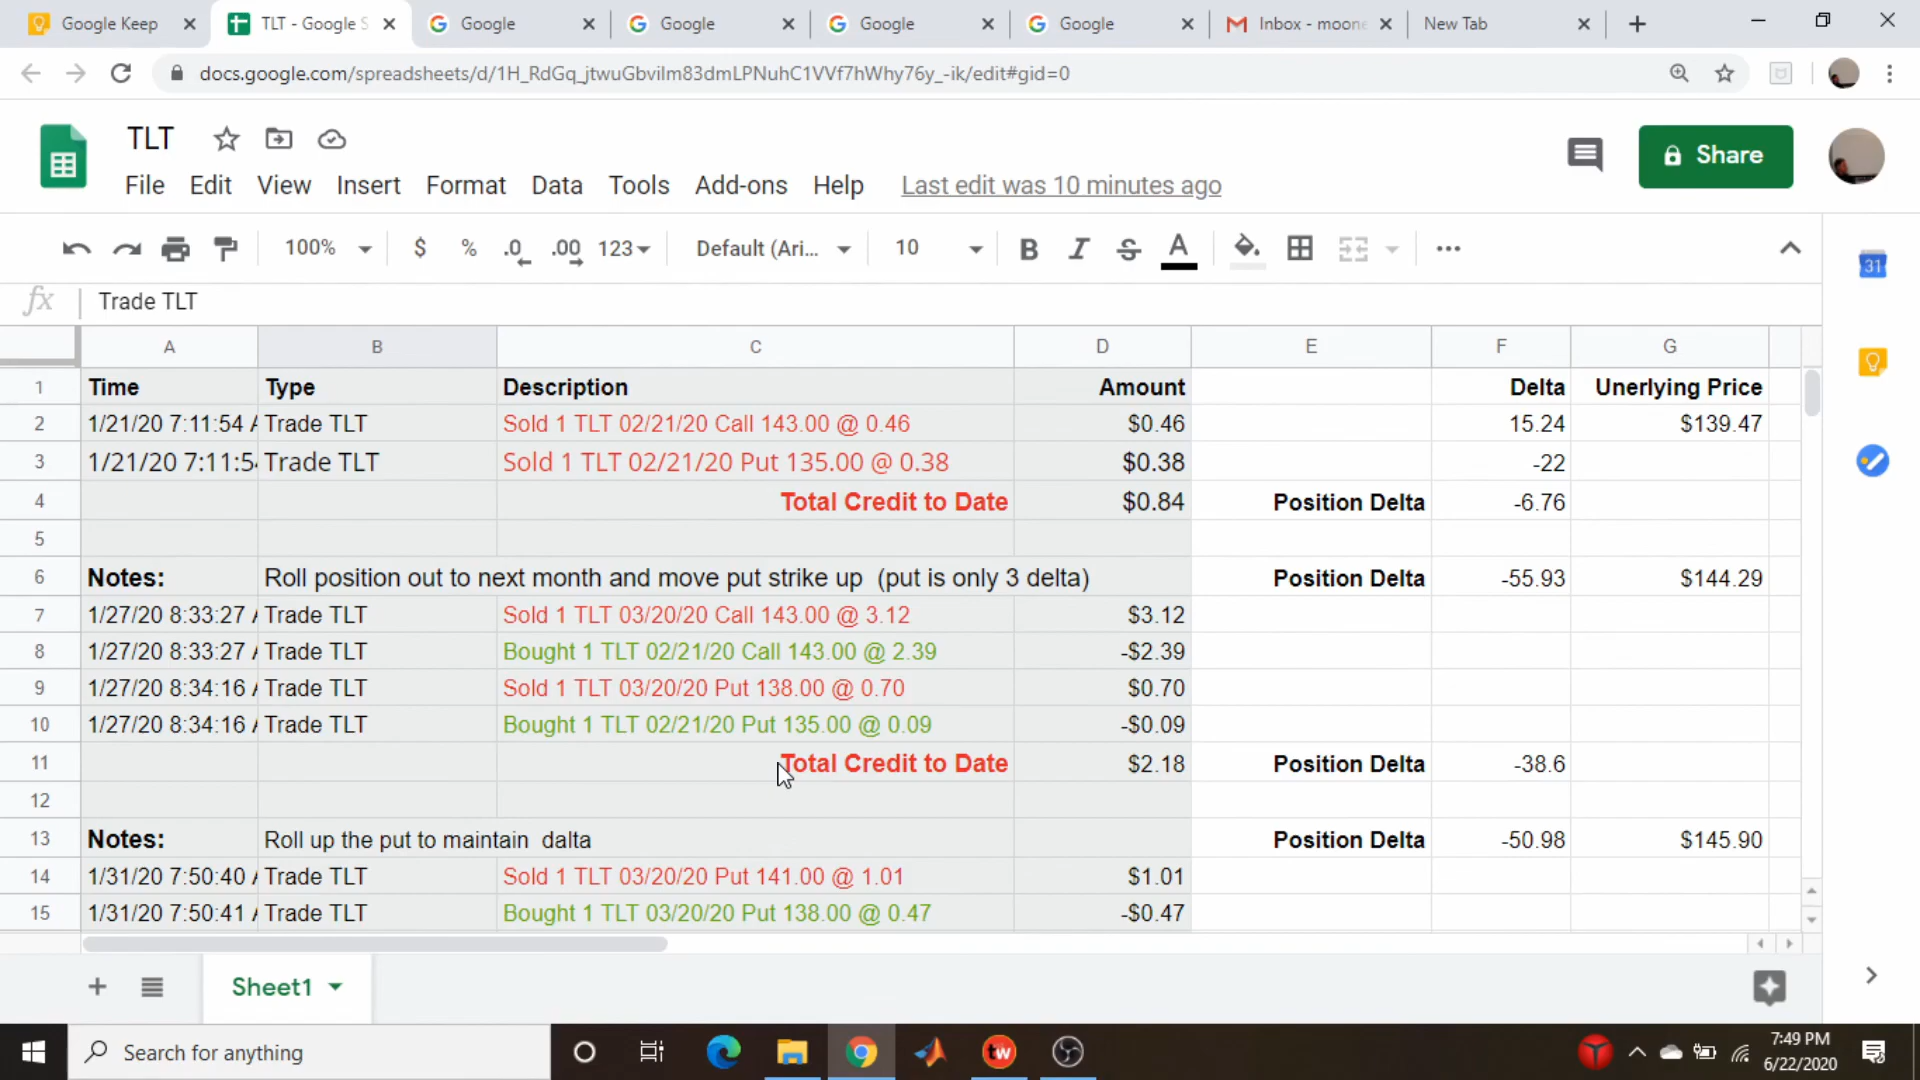 Google Keep
TLT - Google S
Google
Google
Google
Google
Inbox - moone
New Tab
docs.google.com/spreadsheets/d/1H_RdGq_jtwuGbvilm83dmLPNuhC1VVf7hWhy76y_-ik/edit#gid=0
TLT
Share
File Edit View Insert Format Data Tools Add-ons Help Last edit was 10 minutes ago
100% $ % .0 .00 123 Default (Ari... 10 B I S A
fx Trade TLT
A B C D E F G
1 Time Type Description Amount Delta Unerlying Price
2 1/21/20 7:11:54 A Trade TLT Sold 1 TLT 02/21/20 Call 143.00 @ 0.46 $0.46 15.24 $139.47
3 1/21/20 7:11:54 Trade TLT Sold 1 TLT 02/21/20 Put 135.00 @ 0.38 $0.38 -22
4 Total Credit to Date $0.84 Position Delta -6.76
5
6 Notes: Roll position out to next month and move put strike up (put is only 3 delta) Position Delta -55.93 $144.29
7 1/27/20 8:33:27 A Trade TLT Sold 1 TLT 03/20/20 Call 143.00 @ 3.12 $3.12
8 1/27/20 8:33:27 A Trade TLT Bought 1 TLT 02/21/20 Call 143.00 @ 2.39 -$2.39
9 1/27/20 8:34:16 A Trade TLT Sold 1 TLT 03/20/20 Put 138.00 @ 0.70 $0.70
10 1/27/20 8:34:16 A Trade TLT Bought 1 TLT 02/21/20 Put 135.00 @ 0.09 -$0.09
11 Total Credit to Date $2.18 Position Delta -38.6
12
13 Notes: Roll up the put to maintain dalta Position Delta -50.98 $145.90
14 1/31/20 7:50:40 A Trade TLT Sold 1 TLT 03/20/20 Put 141.00 @ 1.01 $1.01
15 1/31/20 7:50:41 A Trade TLT Bought 1 TLT 03/20/20 Put 138.00 @ 0.47 -$0.47
Sheet1
31
Search for anything
tw
7:49 PM
6/22/2020